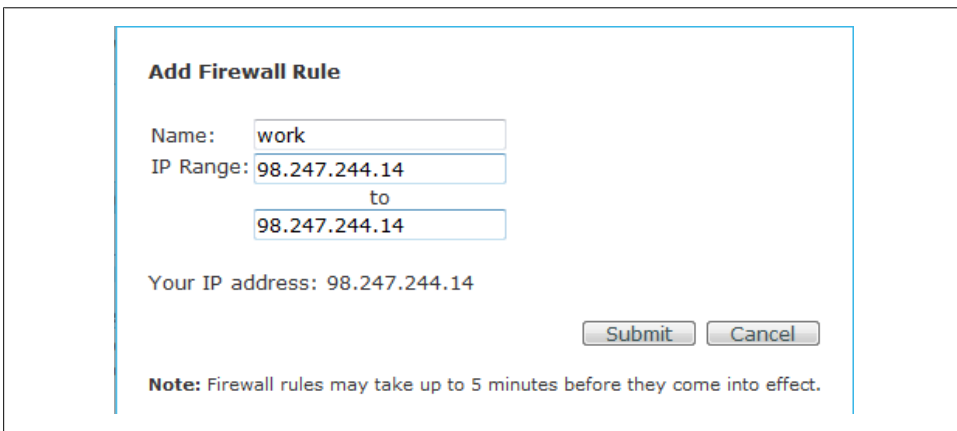 Add Firewall Rule
Name: work
IP Range: 98.247.244.14
to
98.247.244.14
Your IP address: 98.247.244.14
Submit Cancel
Note: Firewall rules may take up to 5 minutes before they come into effect.